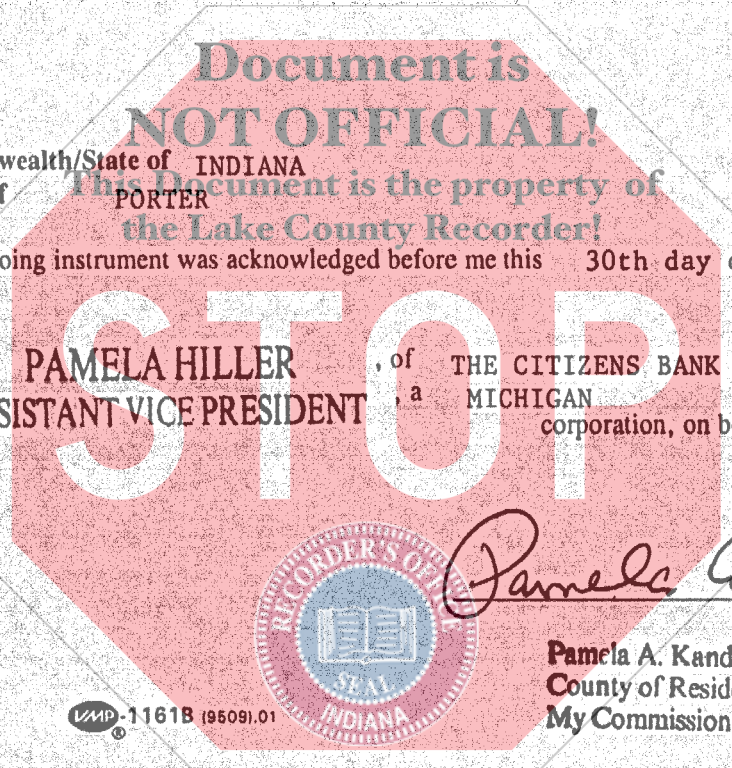 Document is
NOT OFFICIAL!
wealth/State of INDIANA
This Document is the property of
f PORTER
the Lake County Recorder!
oing instrument was acknowledged before me this 30th day
STOP
PAMELA HILLER , of THE CITIZENS BANK
SISTANT VICE PRESIDENT , a MICHIGAN
corporation, on b
RECORDER'S OFFICE
Pamela
SEAL
INDIANA
Pamela A. Kand
County of Resid
My Commission
VMP ® -1161B (9509).01